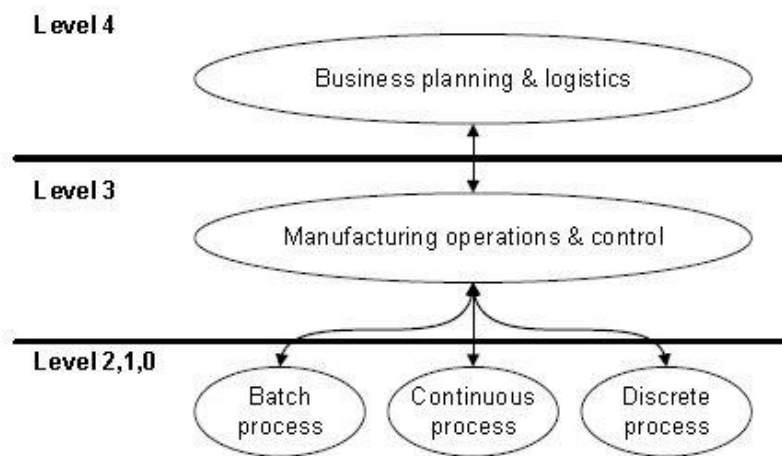 Level 4
Business planning & logistics
Level 3
Manufacturing operations & control
Level 2,1,0
Batch
process
Continuous
process
Discrete
process